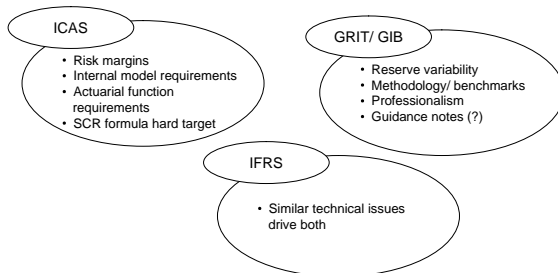 ICAS
• Risk margins
• Internal model requirements
• Actuarial function
requirements
• SCR formula hard target
GRIT/ GIB
• Reserve variability
• Methodology/ benchmarks
• Professionalism
• Guidance notes (?)
IFRS
• Similar technical issues
drive both